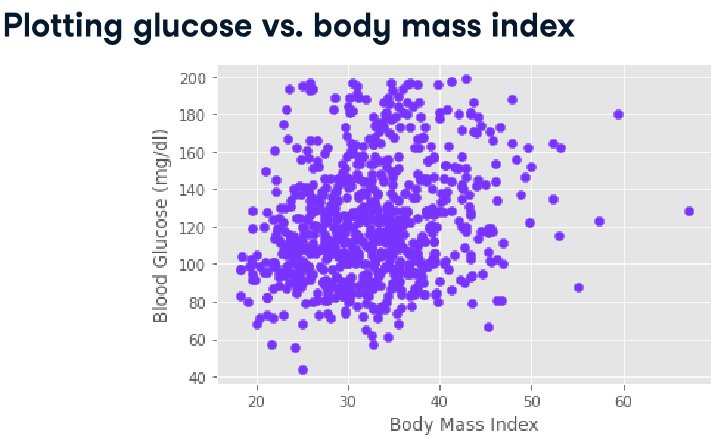 Plotting glucose vs. body mass index
200
180
160
140
120
100
80
60
40
Blood Glucose (mg/dl)
20 30 40 50 60
Body Mass Index